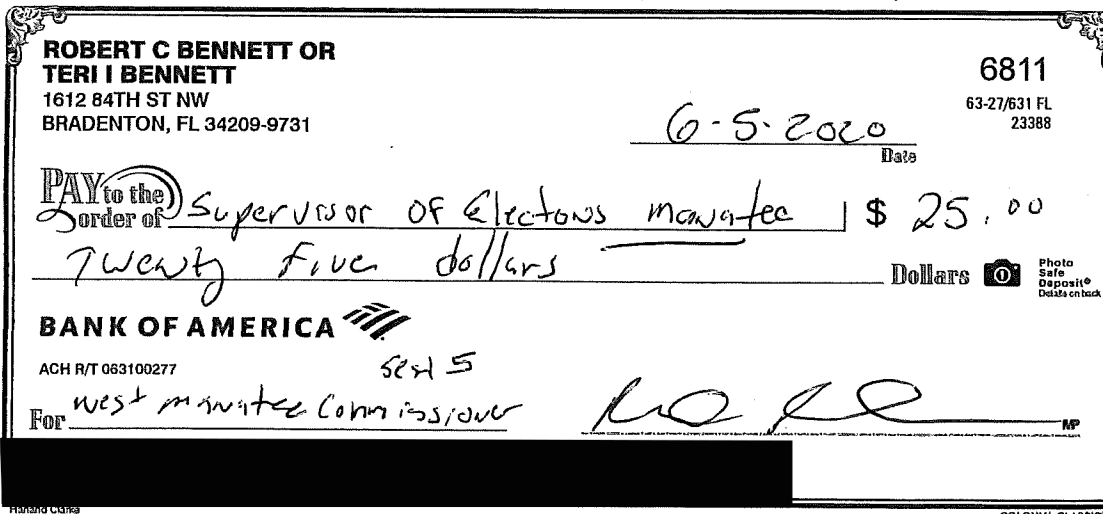 ROBERT C BENNETT OR
TERI I BENNETT
1612 84TH ST NW
BRADENTON, FL 34209-9731
6811
63-27/631 FL
23388
6-5-2020
Date
PAY to the order of Supervisor OF Electons manatee $ 25.00
Twenty Five dollars Dollars
Photo
Safe
Deposit®
Details on back
BANK OF AMERICA
ACH R/T 063100277
seat 5
For west manatee Commissioner
MP
Harland Clarke